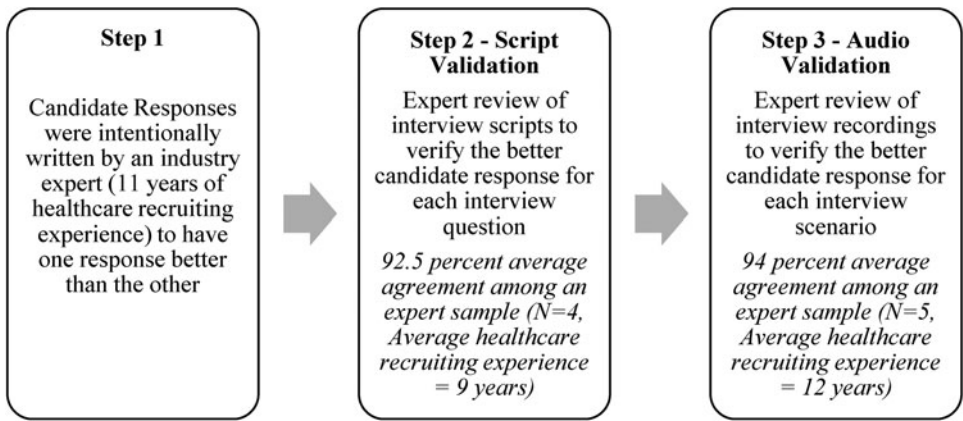 Step 1
Candidate Responses
were intentionally
written by an industry
expert (11 years of
healthcare recruiting
experience) to have
one response better
than the other
Step 2 - Script
Validation
Expert review of
interview scripts to
verify the better
candidate response for
each interview
question
92.5 percent average
agreement among an
expert sample (N=4,
Average healthcare
recruiting experience
= 9 years)
Step 3 - Audio
Validation
Expert review of
interview recordings
to verify the better
candidate response for
each interview
scenario
94 percent average
agreement among an
expert sample (N=5,
Average healthcare
recruiting experience
= 12 years)